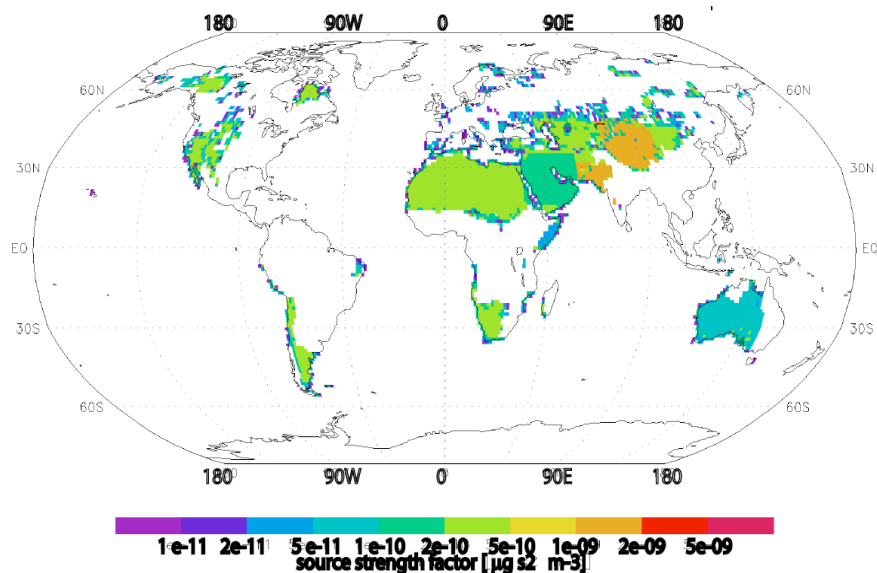 180 90W 0 90E 180
60N
30N 30N
EQ EQ
30S 30S
60S 60S
180 90W 0 90E 180
1e-11 2e-11 5e-11 1e-10 2e-10 5e-10 1e-09 2e-09 5e-09
source strength factor [ µg s2 m-3]